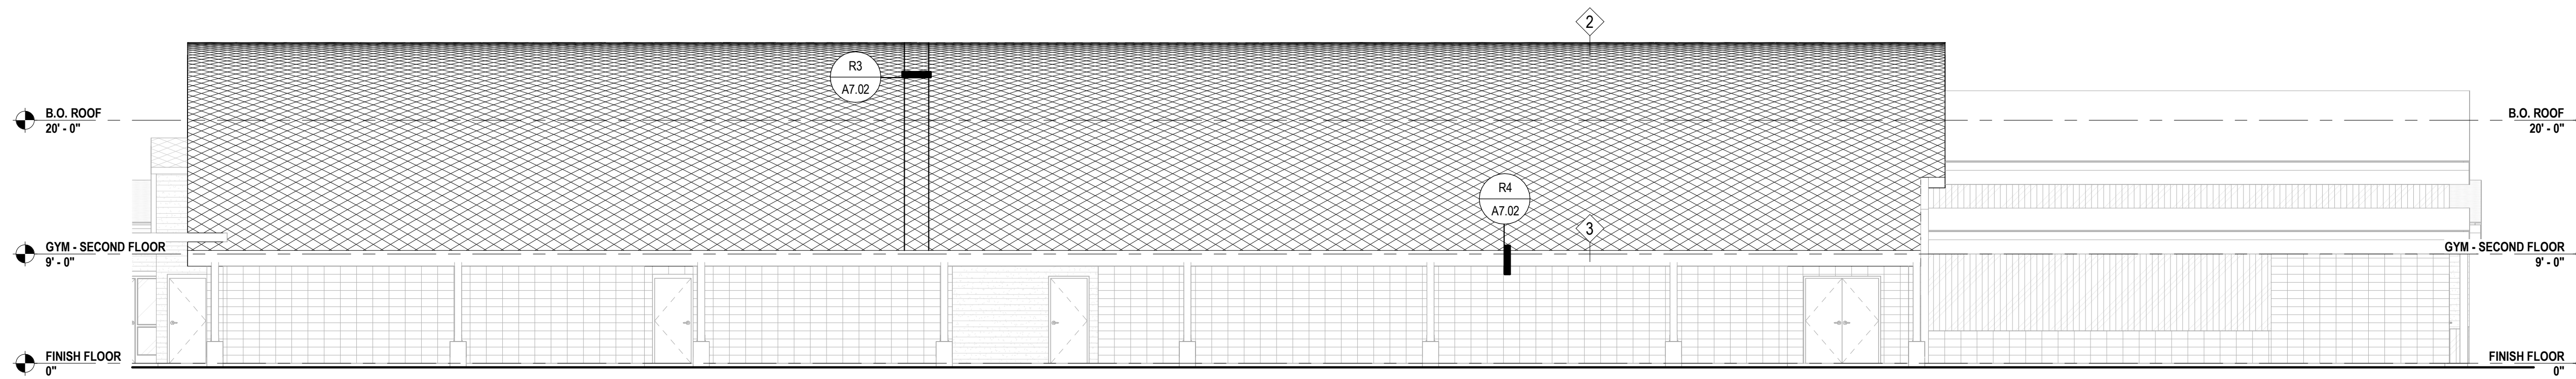 2
R3
A7.02
B.O. ROOF
20' - 0"
B.O. ROOF
20' - 0"
R4
A7.02
3
GYM - SECOND FLOOR
9' - 0"
GYM - SECOND FLOOR
9' - 0"
FINISH FLOOR
0"
FINISH FLOOR
0"